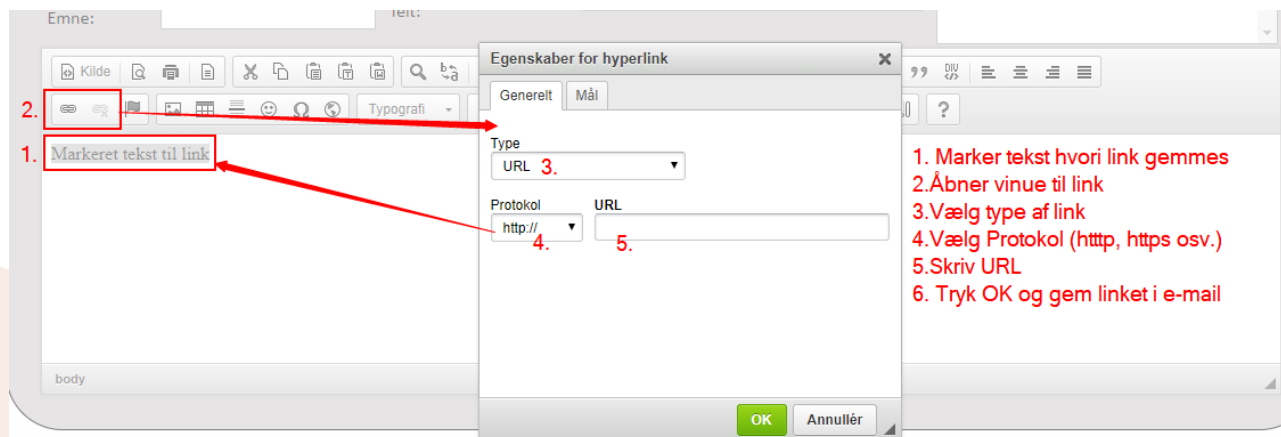 Emne:
Telt:
Kilde
Typografi
2.
1. Markeret tekst til link
Egenskaber for hyperlink
Generelt Mål
Type
URL 3.
Protokol URL
http://
4. 5.
OK Annullér
1. Marker tekst hvori link gemmes
2.Åbner vinue til link
3.Vælg type af link
4.Vælg Protokol (htttp, https osv.)
5.Skriv URL
6. Tryk OK og gem linket i e-mail
body